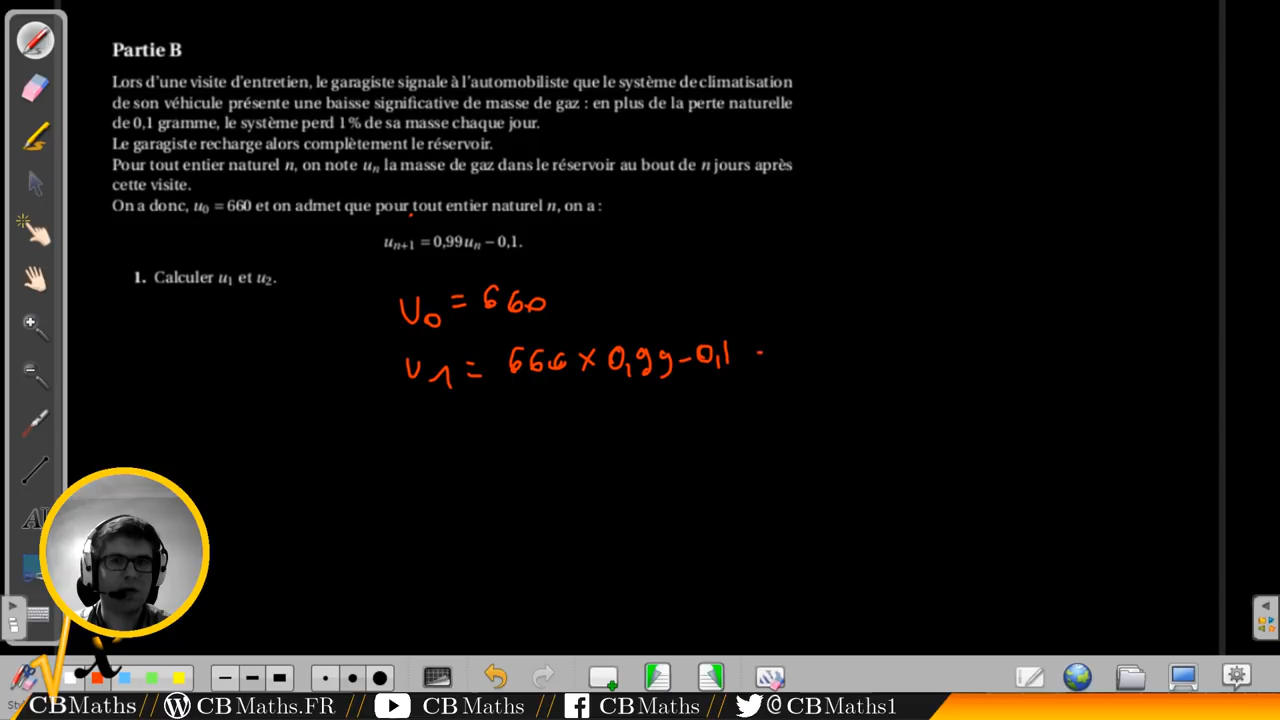 Partie B
Lors d'une visite d'entretien, le garagiste signale à l'automobiliste que le système de climatisation
de son véhicule présente une baisse significative de masse de gaz : en plus de la perte naturelle
de 0,1 gramme, le système perd 1% de sa masse chaque jour.
Le garagiste recharge alors complètement le réservoir.
Pour tout entier naturel n, on note uₙ la masse de gaz dans le réservoir au bout de n jours après
cette visite.
On a donc, u₀ = 660 et on admet que pour tout entier naturel n, on a :
uₙ₊₁ = 0,99uₙ − 0,1.
1. Calculer u₁ et u₂.
U₀ = 660
u₁ = 660 × 0,99 − 0,1
CBMaths CBMaths.FR CBMaths CBMaths @CBMaths1